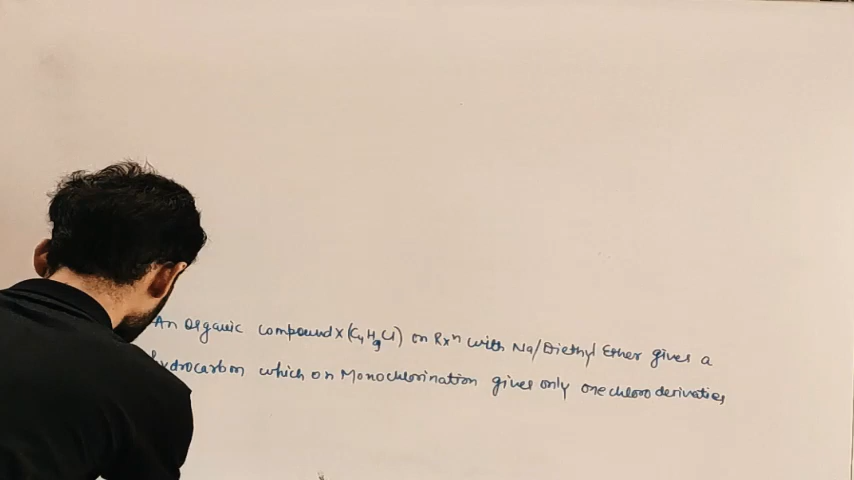 An organic compound X (C4H9Cl) on Rxn with Na/Diethyl Ether gives a
hydrocarbon which on Monochlorination gives only one chloro derivative,